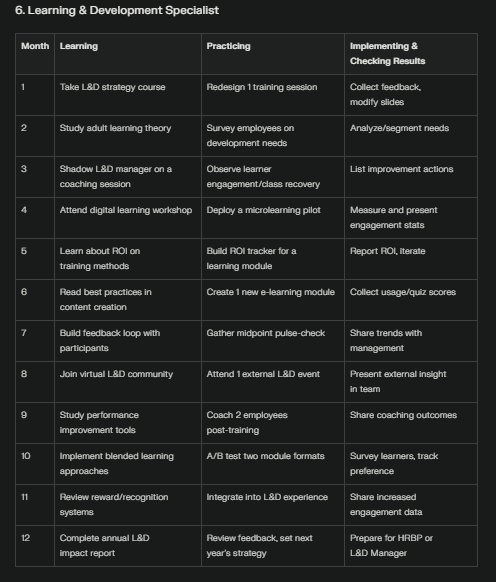 6. Learning & Development Specialist
Month Learning Practicing Implementing &
Checking Results
1 Take L&D strategy course Redesign 1 training session Collect feedback,
modify slides
2 Study adult learning theory Survey employees on Analyze/segment needs
development needs
3 Shadow L&D manager on a Observe learner List improvement actions
coaching session engagement/class recovery
4 Attend digital learning workshop Deploy a microlearning pilot Measure and present
engagement stats
5 Learn about ROI on Build ROI tracker for a Report ROI, iterate
training methods learning module
6 Read best practices in Create 1 new e-learning module Collect usage/quiz scores
content creation
7 Build feedback loop with Gather midpoint pulse-check Share trends with
participants management
8 Join virtual L&D community Attend 1 external L&D event Present external insight
in team
9 Study performance Coach 2 employees Share coaching outcomes
improvement tools post-training
10 Implement blended learning A/B test two module formats Survey learners, track
approaches preference
11 Review reward/recognition Integrate into L&D experience Share increased
systems engagement data
12 Complete annual L&D Review feedback, set next Prepare for HRBP or
impact report year's strategy L&D Manager